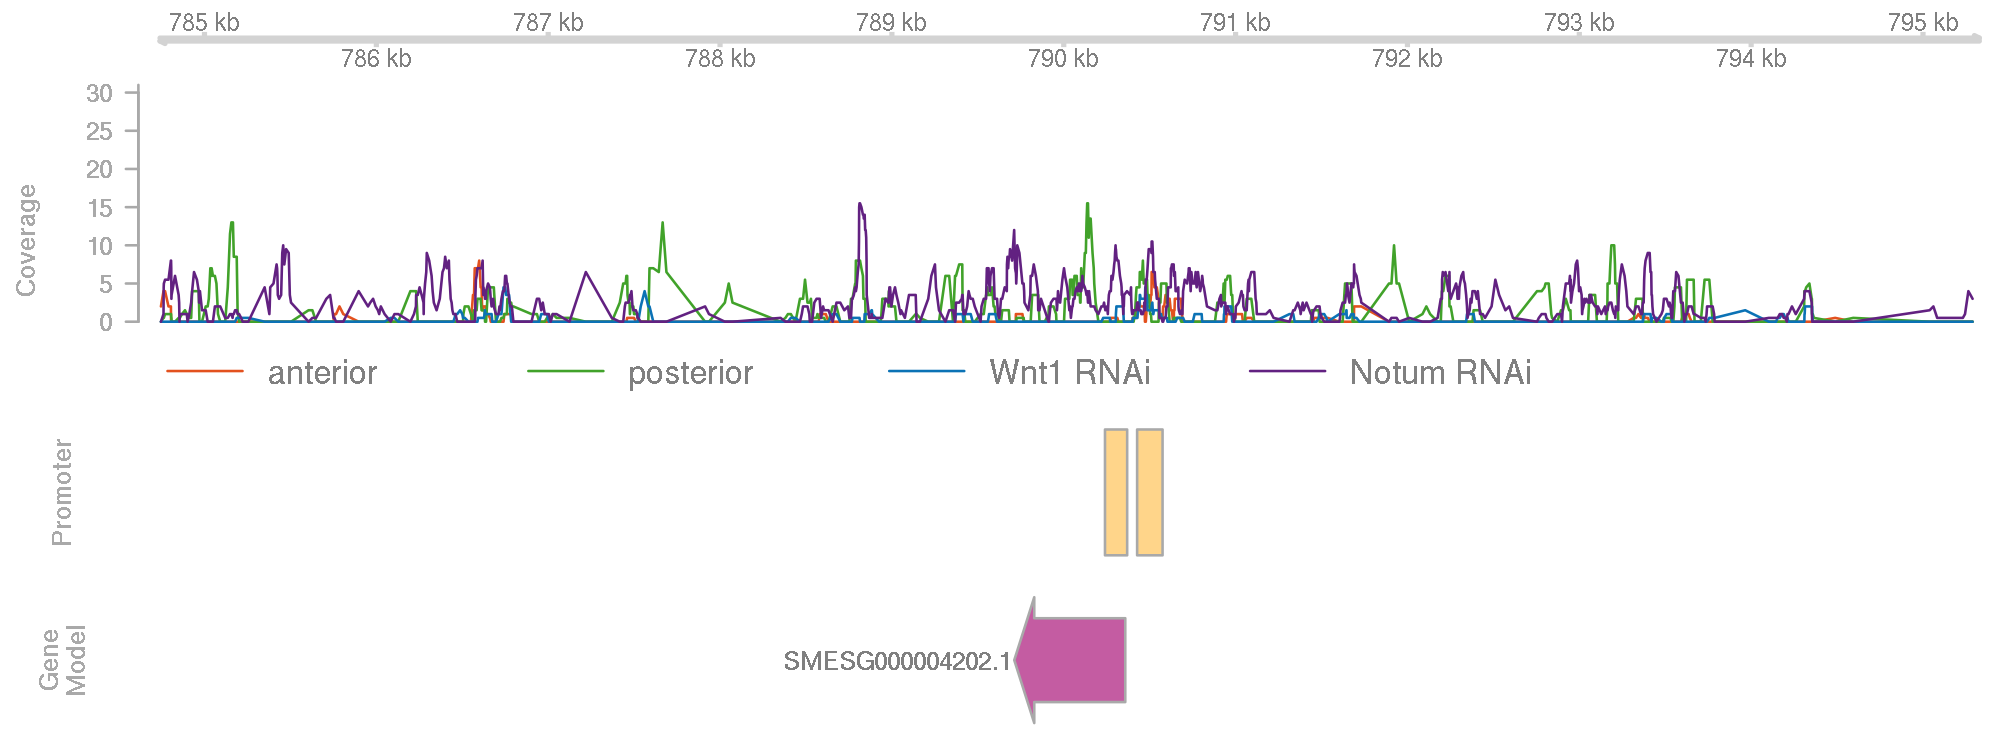 785 kb 787 kb 789 kb 791 kb 793 kb 795 kb
786 kb 788 kb 790 kb 792 kb 794 kb
Coverage
30
25
20
15
10
5
0
anterior posterior Wnt1 RNAi Notum RNAi
Promoter
Gene
Model
SMESG000004202.1